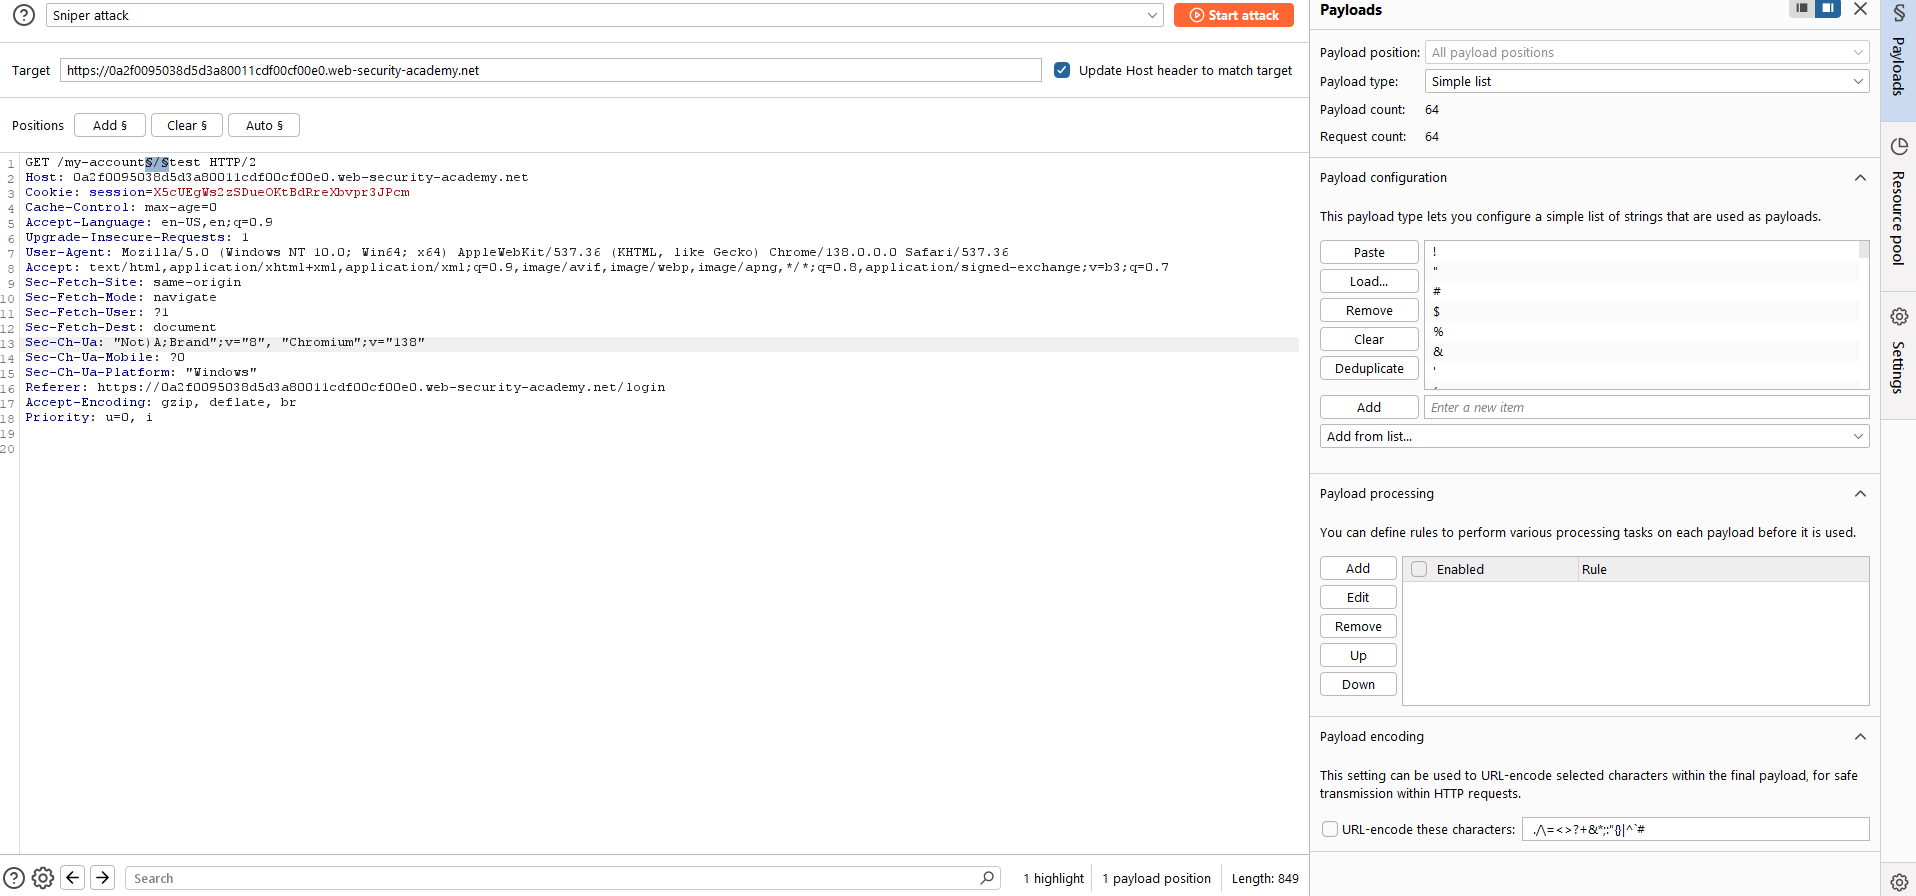 Sniper attack
Start attack
Target
https://0a2f0095038d5d3a80011cdf00cf00e0.web-security-academy.net
Update Host header to match target
Positions
Add §
Clear §
Auto §
1 GET /my-account§/§test HTTP/2
2 Host: 0a2f0095038d5d3a80011cdf00cf00e0.web-security-academy.net
3 Cookie: session=X5cUEgWs2zSDueOKtBdRreXbvpr3JPcm
4 Cache-Control: max-age=0
5 Accept-Language: en-US,en;q=0.9
6 Upgrade-Insecure-Requests: 1
7 User-Agent: Mozilla/5.0 (Windows NT 10.0; Win64; x64) AppleWebKit/537.36 (KHTML, like Gecko) Chrome/138.0.0.0 Safari/537.36
8 Accept: text/html,application/xhtml+xml,application/xml;q=0.9,image/avif,image/webp,image/apng,*/*;q=0.8,application/signed-exchange;v=b3;q=0.7
9 Sec-Fetch-Site: same-origin
10 Sec-Fetch-Mode: navigate
11 Sec-Fetch-User: ?1
12 Sec-Fetch-Dest: document
13 Sec-Ch-Ua: "Not)A;Brand";v="8", "Chromium";v="138"
14 Sec-Ch-Ua-Mobile: ?0
15 Sec-Ch-Ua-Platform: "Windows"
16 Referer: https://0a2f0095038d5d3a80011cdf00cf00e0.web-security-academy.net/login
17 Accept-Encoding: gzip, deflate, br
18 Priority: u=0, i
19
20
Search
1 highlight
1 payload position
Length: 849
Payloads
Payload position: All payload positions
Payload type: Simple list
Payload count: 64
Request count: 64
Payload configuration
This payload type lets you configure a simple list of strings that are used as payloads.
Paste
Load...
Remove
Clear
Deduplicate
!
"
#
$
%
&
'
Add
Enter a new item
Add from list...
Payload processing
You can define rules to perform various processing tasks on each payload before it is used.
Add
Edit
Remove
Up
Down
Enabled
Rule
Payload encoding
This setting can be used to URL-encode selected characters within the final payload, for safe
transmission within HTTP requests.
URL-encode these characters: ./\=<>?+&*;:"{}|^`#
§
Payloads
Resource pool
Settings